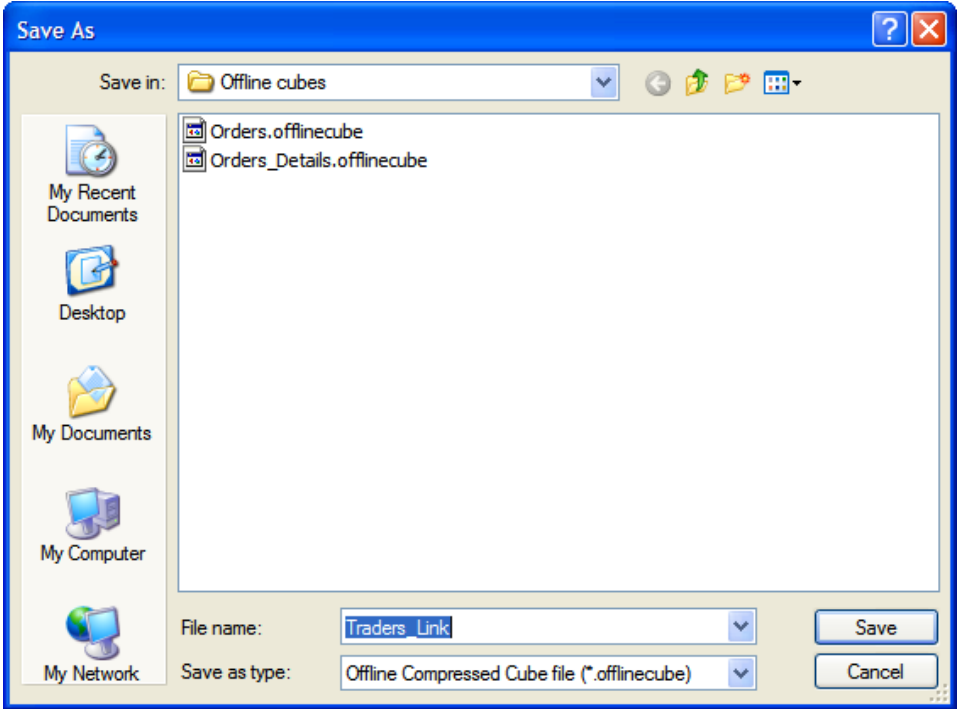 Save As
Save in:
Offline cubes
Orders.offlinecube
Orders_Details.offlinecube
My Recent
Documents
Desktop
My Documents
My Computer
My Network
File name:
Traders_Link
Save
Save as type:
Offline Compressed Cube file (*.offlinecube)
Cancel